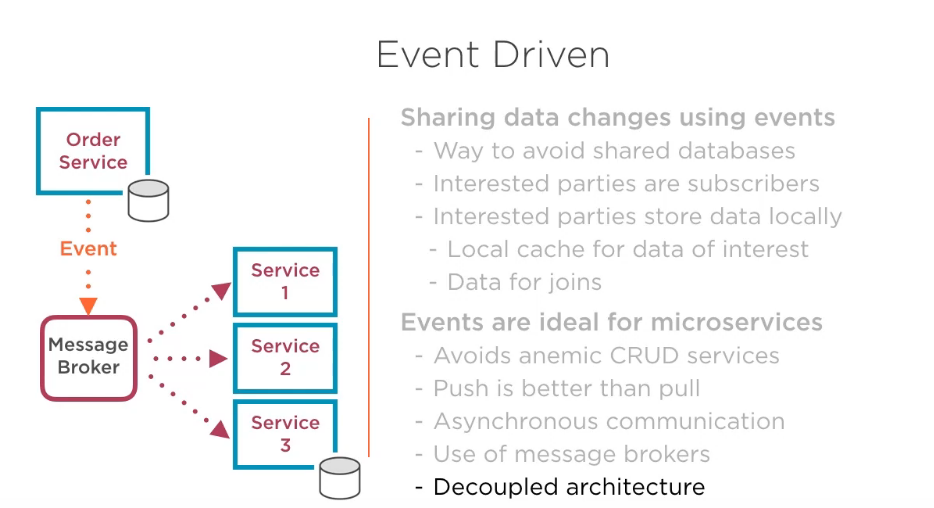 Event Driven
Order
Service
Event
Message
Broker
Service
1
Service
2
Service
3
Sharing data changes using events
- Way to avoid shared databases
- Interested parties are subscribers
- Interested parties store data locally
- Local cache for data of interest
- Data for joins
Events are ideal for microservices
- Avoids anemic CRUD services
- Push is better than pull
- Asynchronous communication
- Use of message brokers
- Decoupled architecture